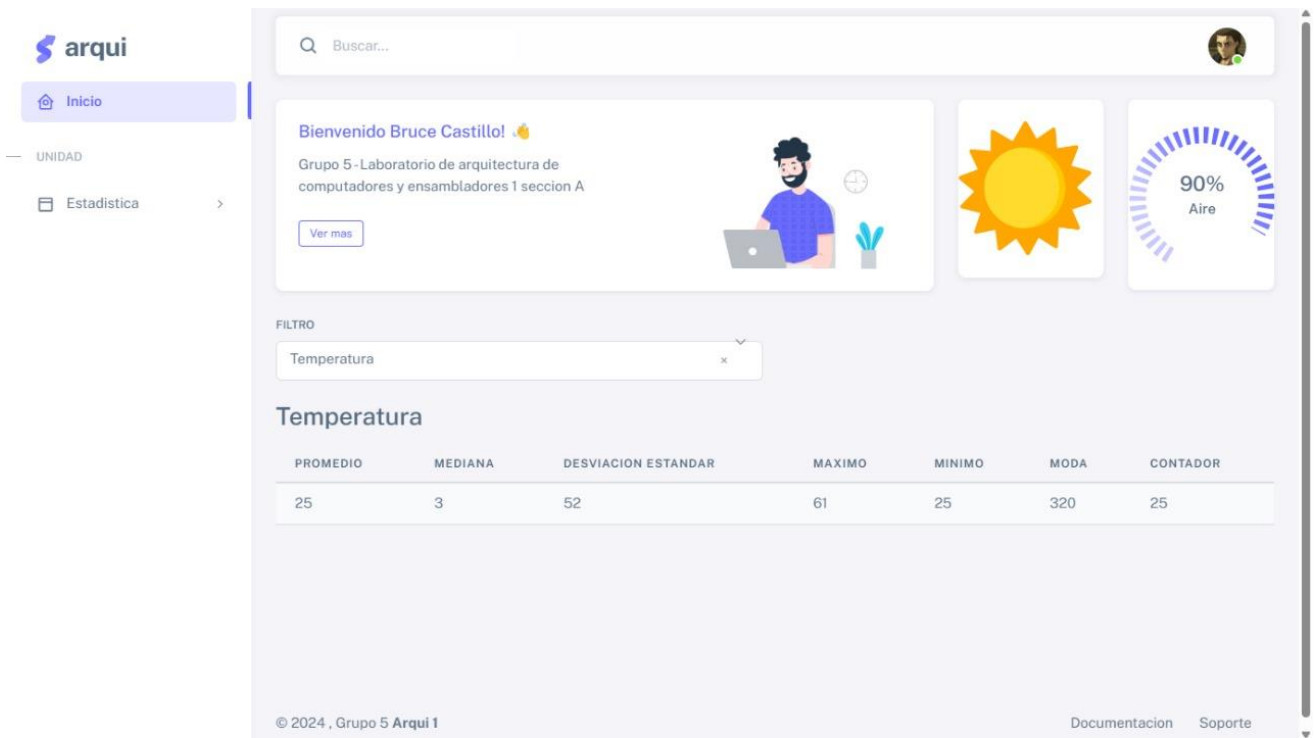 arqui
Inicio
UNIDAD
Estadistica
Buscar...
Bienvenido Bruce Castillo! 👋
Grupo 5 - Laboratorio de arquitectura de
computadores y ensambladores 1 seccion A
Ver mas
90%
Aire
FILTRO
Temperatura
Temperatura
PROMEDIO MEDIANA DESVIACION ESTANDAR MAXIMO MINIMO MODA CONTADOR
25 3 52 61 25 320 25
© 2024 , Grupo 5 Arqui 1 Documentacion Soporte